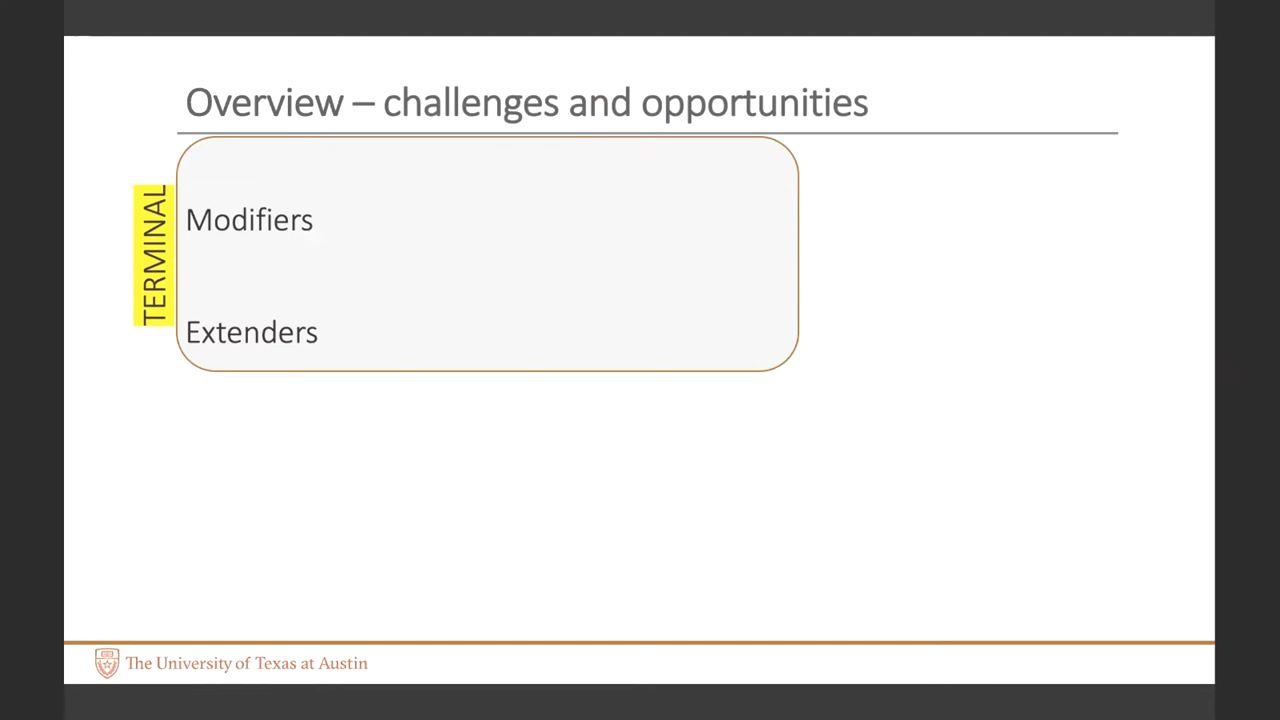 Overview – challenges and opportunities
TERMINAL
Modifiers
Extenders
The University of Texas at Austin